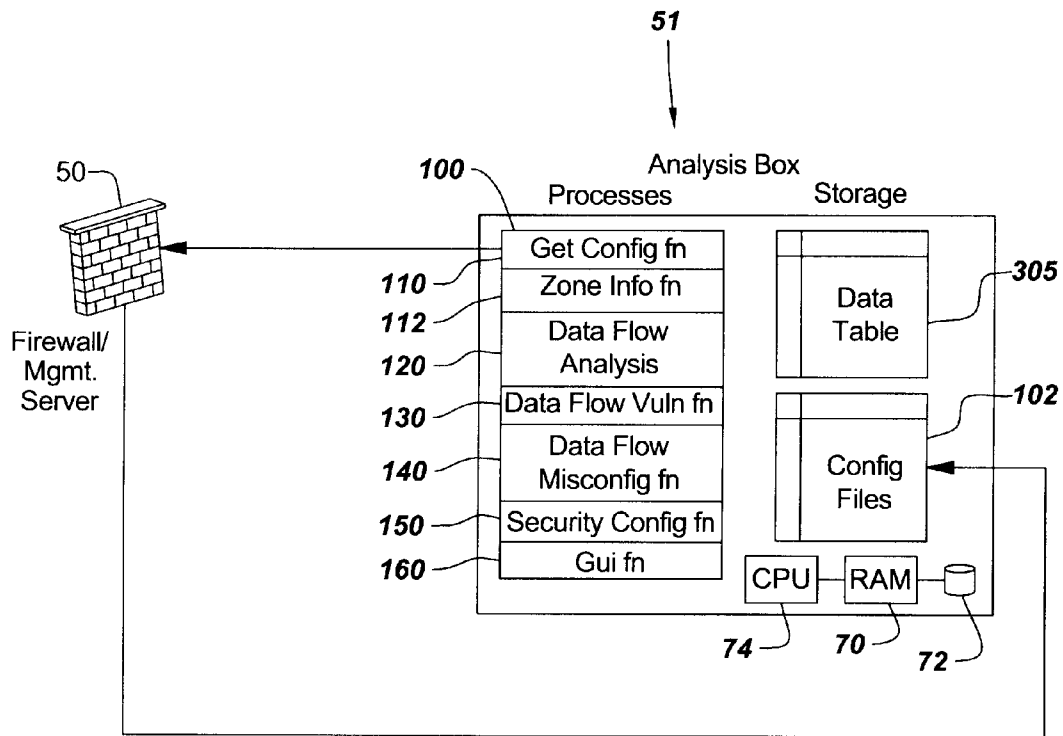 51
50
Firewall/
Mgmt.
Server
Analysis Box
100
Processes
Storage
Get Config fn
110
Zone Info fn
112
Data Flow
Analysis
120
Data Flow Vuln fn
130
Data Flow
Misconfig fn
140
Security Config fn
150
Gui fn
160
Data
Table
305
102
Config
Files
CPU
RAM
74
70
72